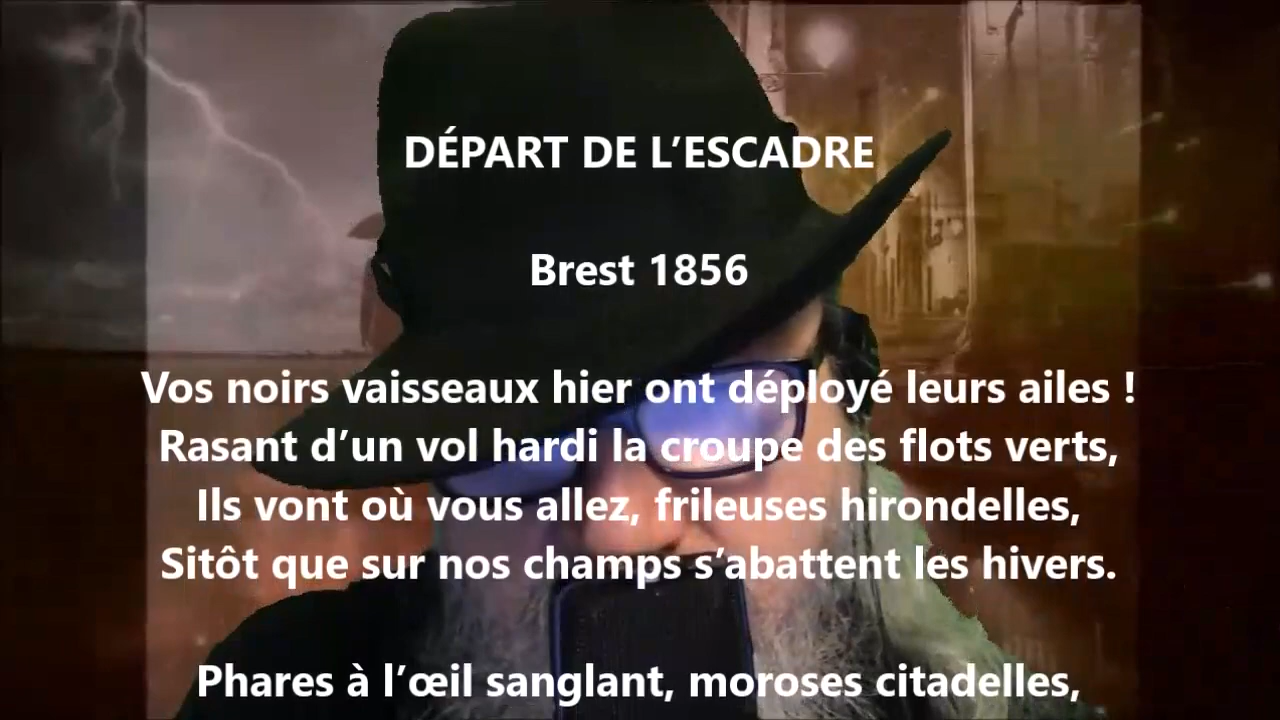 DÉPART DE L’ESCADRE
Brest 1856
Vos noirs vaisseaux hier ont déployé leurs ailes !
Rasant d’un vol hardi la croupe des flots verts,
Ils vont où vous allez, frileuses hirondelles,
Sitôt que sur nos champs s’abattent les hivers.
Phares à l’œil sanglant, moroses citadelles,